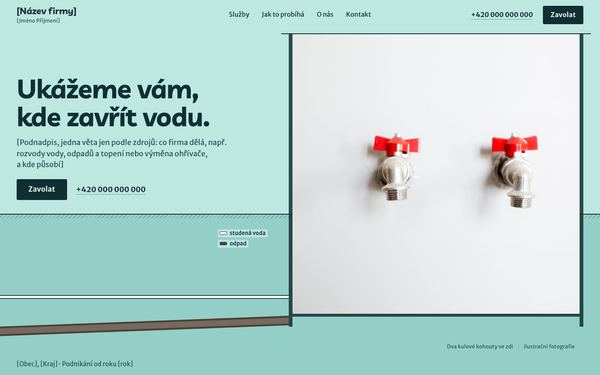 [Název firmy]
[Jméno Příjmení]
Služby
Jak to probíhá
O nás
Kontakt
+420 000 000 000
Zavolat
Ukážeme vám,
kde zavřít vodu.
[Podnadpis, jedna věta jen podle zdrojů: co firma dělá, např.
rozvody vody, odpadů a topení nebo výměna ohřívače,
a kde působí]
Zavolat
+420 000 000 000
studená voda
odpad
Dva kulové kohouty ve zdi | ilustrační fotografie
[Obec], [Kraj] · Podnikání od roku [rok]